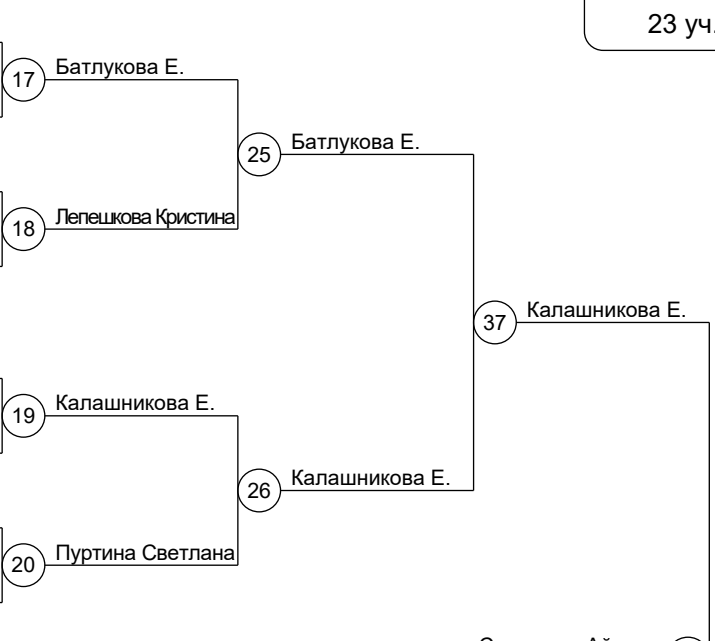 23 уч.
17 Батлукова Е.
25 Батлукова Е.
18 Лепешкова Кристина
37 Калашникова Е.
19 Калашникова Е.
26 Калашникова Е.
20 Пуртина Светлана